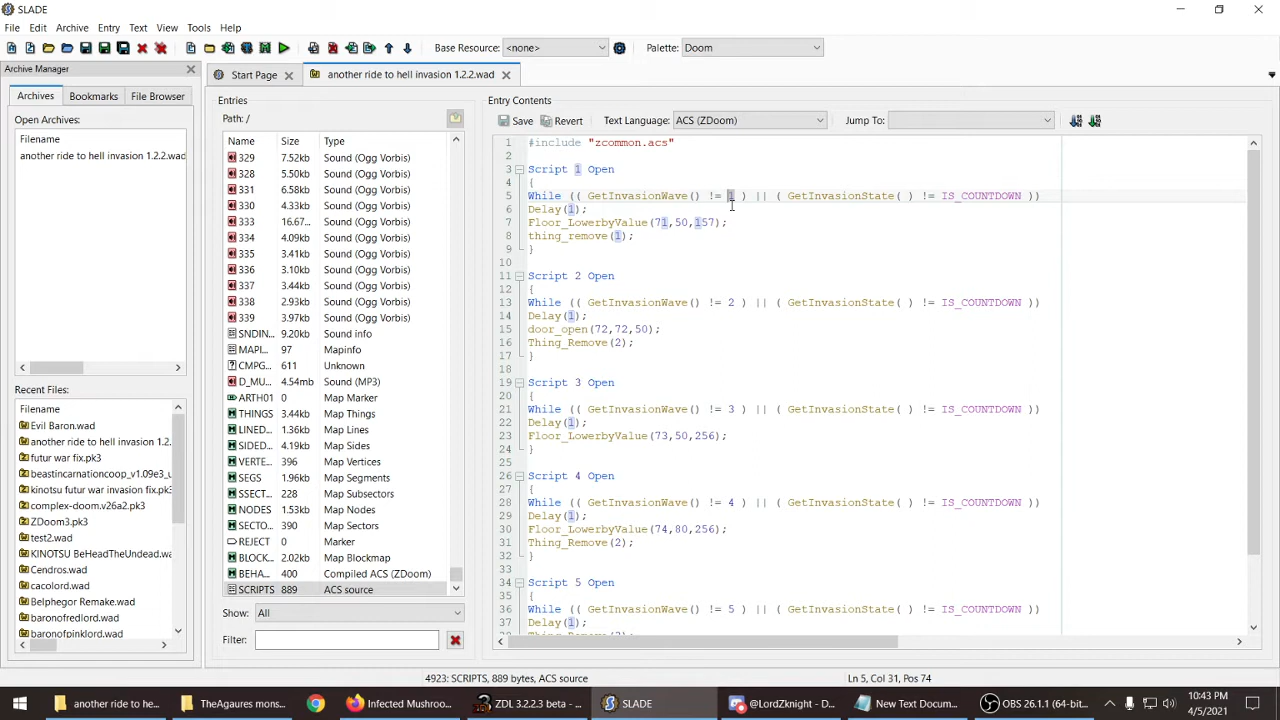 SLADE
File Edit Archive Entry Text View Tools Help
Base Resource: <none> Palette: Doom
Archive Manager
Start Page another ride to hell invasion 1.2.2.wad
Archives Bookmarks File Browser
Open Archives:
Filename
another ride to hell invasion 1.2.2.wad
Recent Files:
Filename
Evil Baron.wad
another ride to hell invasion 1.2.
futur war.pk3
beastincarnationcoop_v1.09e3_u
kinotsu futur war invasion fix.pk3
complex-doom.v26a2.pk3
ZDoom3.pk3
test2.wad
KINOTSU BeHeadTheUndead.wa
Cendros.wad
cacolord.wad
Belphegor Remake.wad
baronofredlord.wad
baronofpinklord.wad
Entries
Path: /
Name Size Type
329 7.52kb Sound (Ogg Vorbis)
328 5.50kb Sound (Ogg Vorbis)
331 6.58kb Sound (Ogg Vorbis)
330 4.33kb Sound (Ogg Vorbis)
333 16.67... Sound (Ogg Vorbis)
334 4.09kb Sound (Ogg Vorbis)
335 3.41kb Sound (Ogg Vorbis)
336 3.10kb Sound (Ogg Vorbis)
337 3.44kb Sound (Ogg Vorbis)
338 2.93kb Sound (Ogg Vorbis)
339 3.97kb Sound (Ogg Vorbis)
SNDIN... 9.20kb Sound info
MAPI... 97 Mapinfo
CMPG... 611 Unknown
D_MU... 4.54mb Sound (MP3)
ARTH01 0 Map Marker
THINGS 3.44kb Map Things
LINED... 1.36kb Map Lines
SIDED... 4.19kb Map Sides
VERTE... 396 Map Vertices
SEGS 1.96kb Map Segments
SSECT... 228 Map Subsectors
NODES 1.53kb Map Nodes
SECTO... 390 Map Sectors
REJECT 0 Marker
BLOCK... 2.02kb Map Blockmap
BEHA... 400 Compiled ACS (ZDoom)
SCRIPTS 889 ACS source
Show: All
Filter:
Entry Contents
Save Revert Text Language: ACS (ZDoom) Jump To:
1 #include "zcommon.acs"
2
3 Script 1 Open
4 {
5 While (( GetInvasionWave() != 1 ) || ( GetInvasionState( ) != IS_COUNTDOWN ))
6 Delay(1);
7 Floor_LowerbyValue(71,50,157);
8 thing_remove(1);
9 }
10
11 Script 2 Open
12 {
13 While (( GetInvasionWave() != 2 ) || ( GetInvasionState( ) != IS_COUNTDOWN ))
14 Delay(1);
15 door_open(72,72,50);
16 Thing_Remove(2);
17 }
18
19 Script 3 Open
20 {
21 While (( GetInvasionWave() != 3 ) || ( GetInvasionState( ) != IS_COUNTDOWN ))
22 Delay(1);
23 Floor_LowerbyValue(73,50,256);
24 }
25
26 Script 4 Open
27 {
28 While (( GetInvasionWave() != 4 ) || ( GetInvasionState( ) != IS_COUNTDOWN ))
29 Delay(1);
30 Floor_LowerbyValue(74,80,256);
31 Thing_Remove(2);
32 }
33
34 Script 5 Open
35 {
36 While (( GetInvasionWave() != 5 ) || ( GetInvasionState( ) != IS_COUNTDOWN ))
37 Delay(1);
4923: SCRIPTS, 889 bytes, ACS source
Ln 5, Col 31, Pos 74
another ride to he... TheAgaures mons... Infected Mushroo... ZDL 3.2.2.3 beta - ... SLADE @LordZknight - D... New Text Docum... OBS 26.1.1 (64-bit...
10:43 PM
4/5/2021